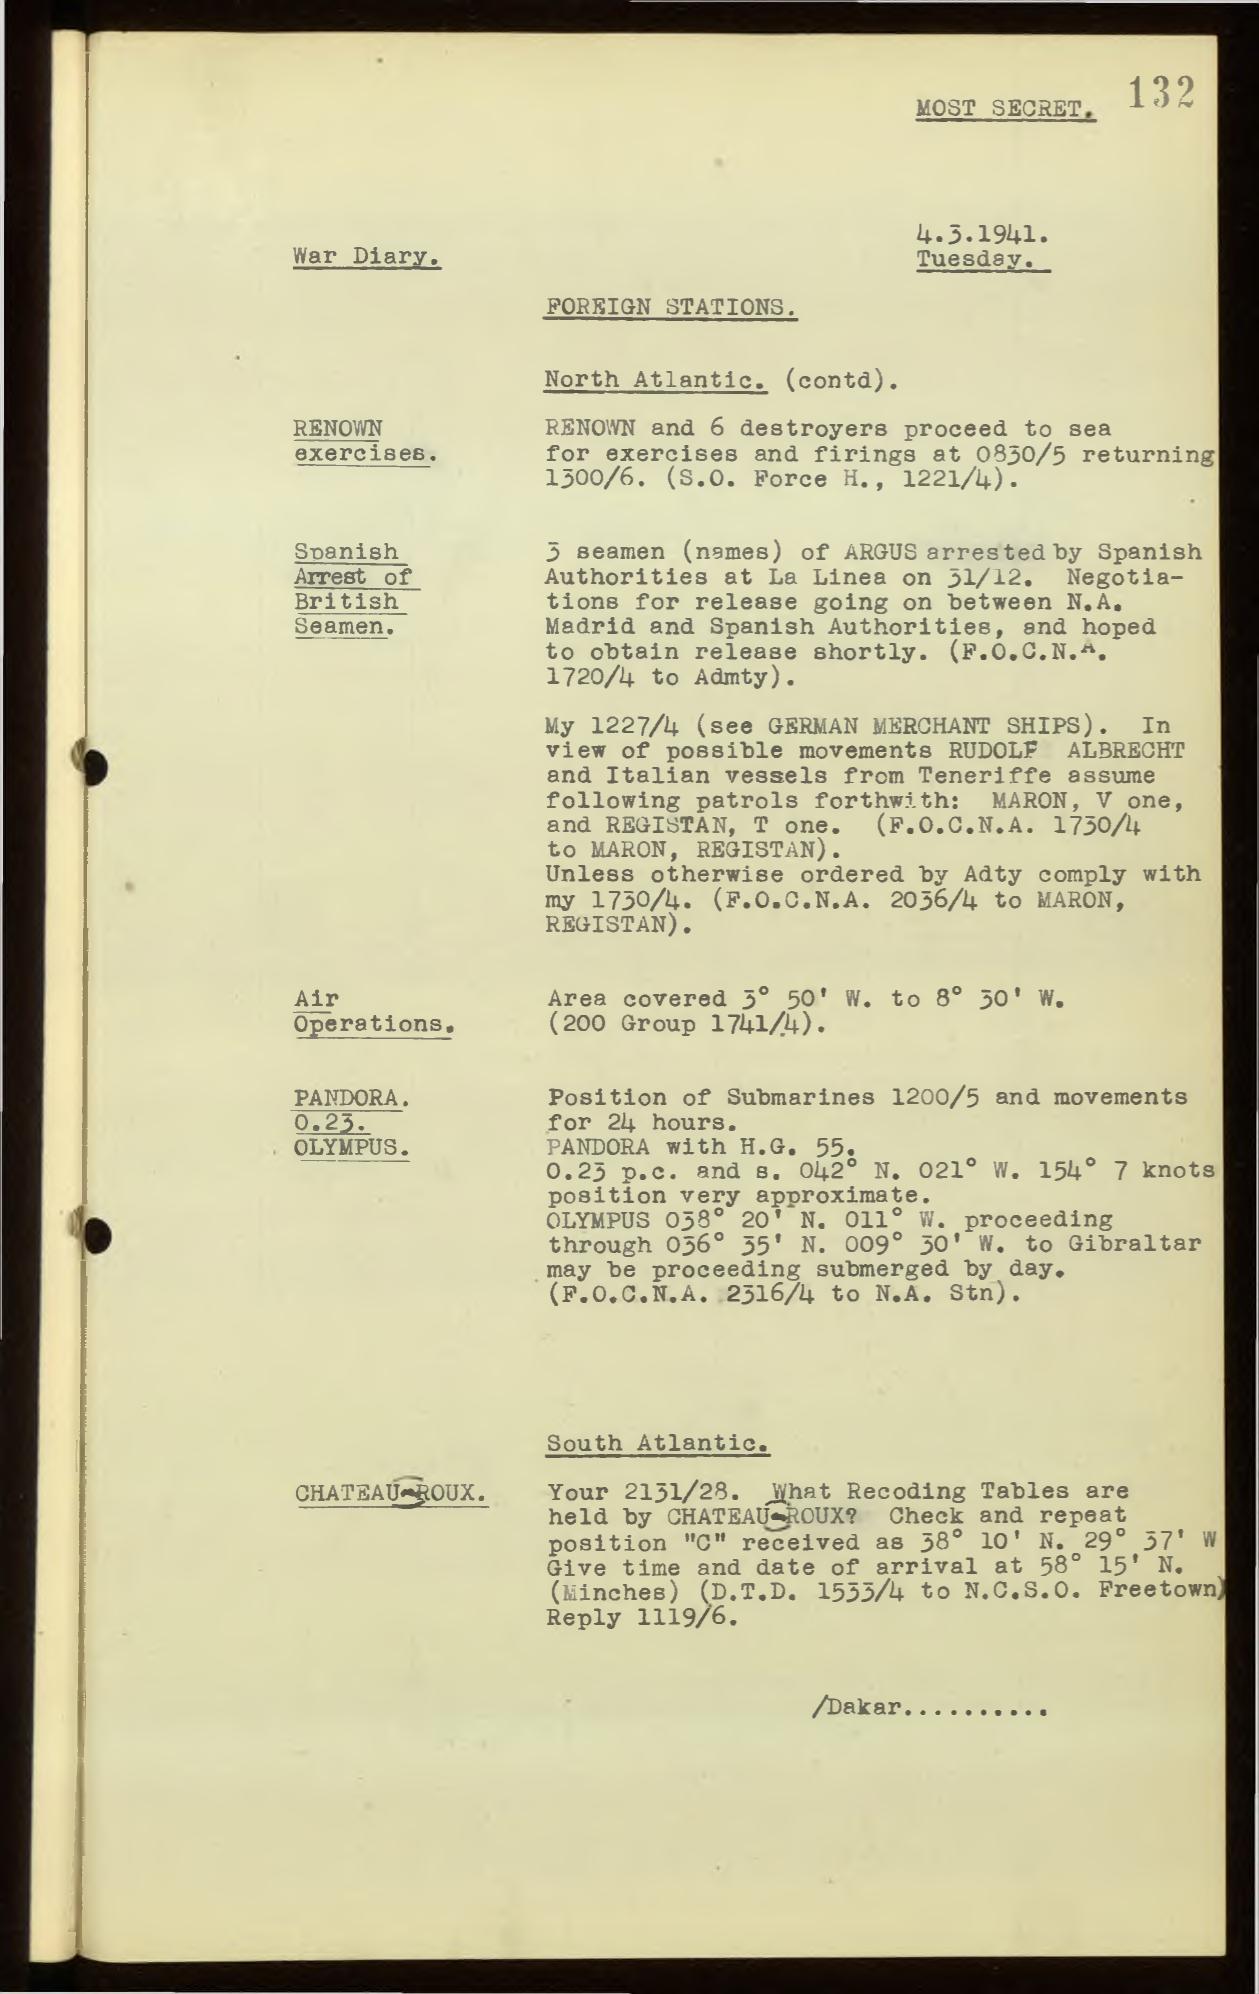 132
MOST SECRET.
4.3.1941.
War Diary.
Tuesday.
FOREIGN STATIONS.
North Atlantic. (contd).
RENOWN
exercises.
RENOWN and 6 destroyers proceed to sea
for exercises and firings at 0830/5 returning
1300/6. (S.O. Force H., 1221/4).
Spanish
Arrest of
British
Seamen.
3 seamen (names) of ARGUS arrested by Spanish
Authorities at La Linea on 31/12. Negotia-
tions for release going on between N.A.
Madrid and Spanish Authorities, and hoped
to obtain release shortly. (F.O.C.N.A.
1720/4 to Admty).
My 1227/4 (see GERMAN MERCHANT SHIPS). In
view of possible movements RUDOLF ALBRECHT
and Italian vessels from Teneriffe assume
following patrols forthwith: MARON, V one,
and REGISTAN, T one. (F.O.C.N.A. 1730/4
to MARON, REGISTAN).
Unless otherwise ordered by Adty comply with
my 1730/4. (F.O.C.N.A. 2036/4 to MARON,
REGISTAN).
Air
Operations.
Area covered 3° 50' W. to 8° 30' W.
(200 Group 1741/4).
PANDORA.
O.23.
OLYMPUS.
Position of Submarines 1200/5 and movements
for 24 hours.
PANDORA with H.G. 55.
O.23 p.c. and s. 042° N. 021° W. 154° 7 knots
position very approximate.
OLYMPUS 038° 20' N. 011° W. proceeding
through 036° 35' N. 009° 30' W. to Gibraltar
may be proceeding submerged by day.
(F.O.C.N.A. 2316/4 to N.A. Stn).
South Atlantic.
CHATEAU-ROUX.
Your 2131/28. What Recoding Tables are
held by CHATEAU-ROUX? Check and repeat
position "C" received as 38° 10' N. 29° 37' W
Give time and date of arrival at 58° 15' N.
(Minches) (D.T.D. 1533/4 to N.C.S.O. Freetown)
Reply 1119/6.
/Dakar..........